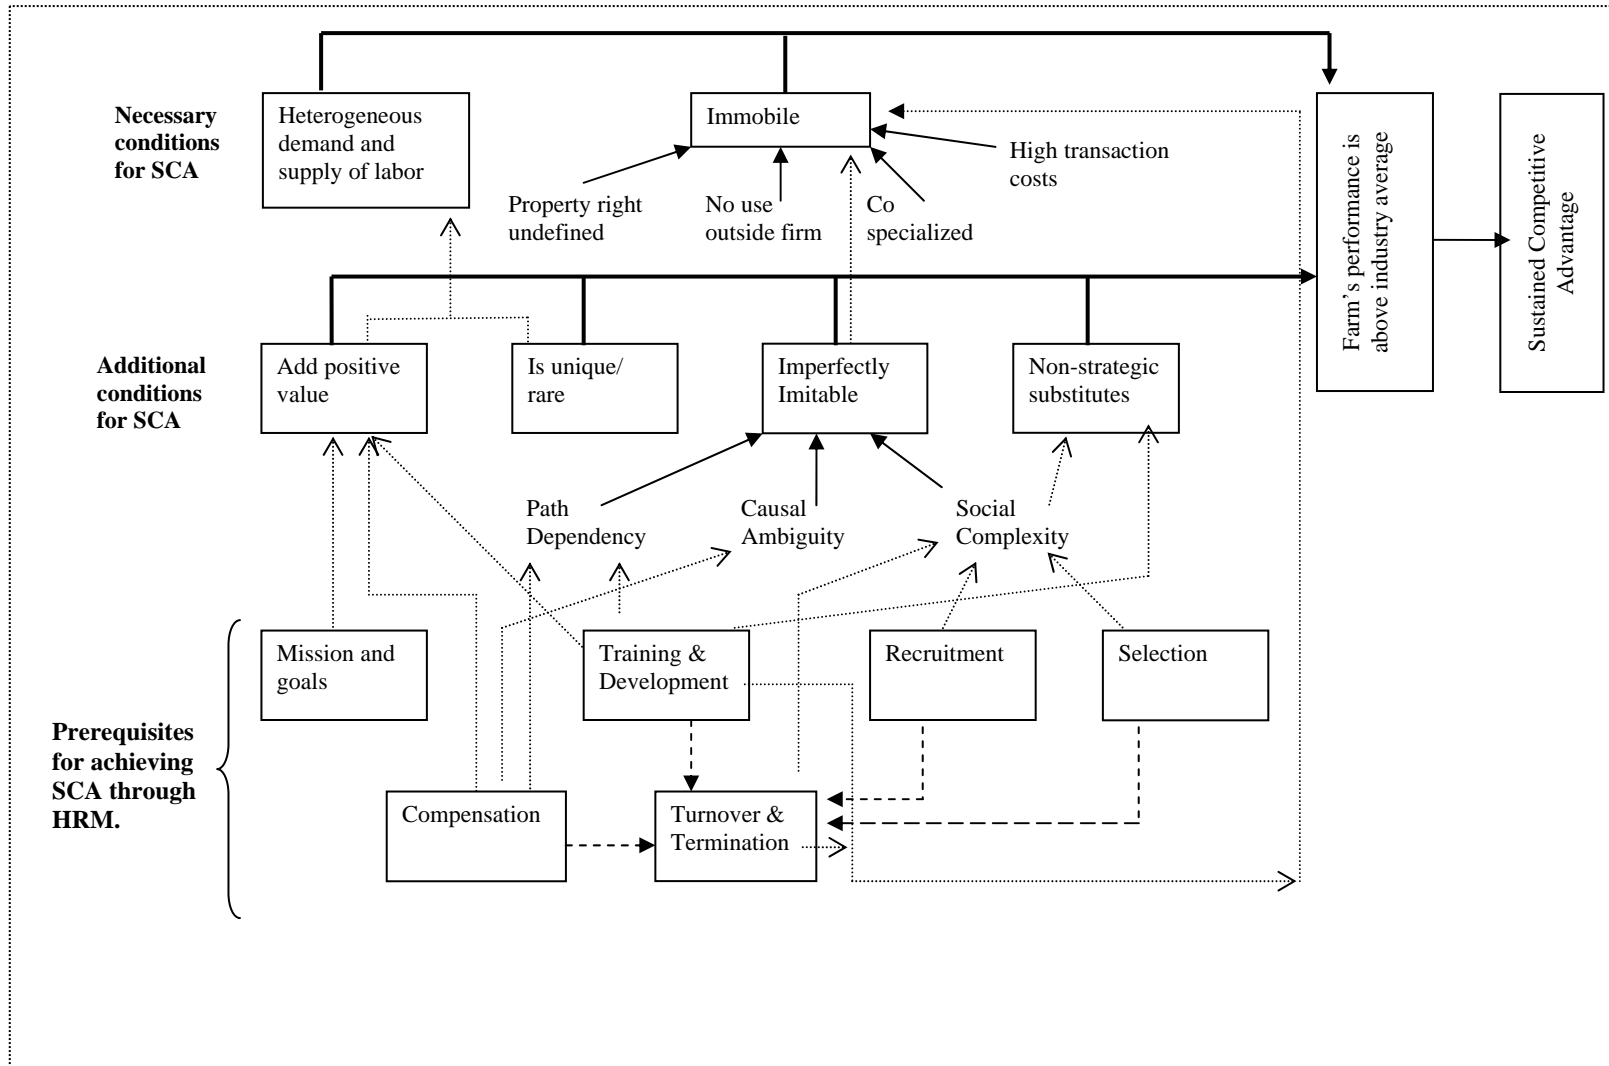 Necessary
conditions
for SCA
Heterogeneous
demand and
supply of labor
Immobile
High transaction
costs
Property right
undefined
No use
outside firm
Co
specialized
Farm's performance is
above industry average
Sustained Competitive
Advantage
Additional
conditions
for SCA
Add positive
value
Is unique/
rare
Imperfectly
Imitable
Non-strategic
substitutes
Path
Dependency
Causal
Ambiguity
Social
Complexity
Prerequisites
for achieving
SCA through
HRM.
Mission and
goals
Training &
Development
Recruitment
Selection
Compensation
Turnover &
Termination